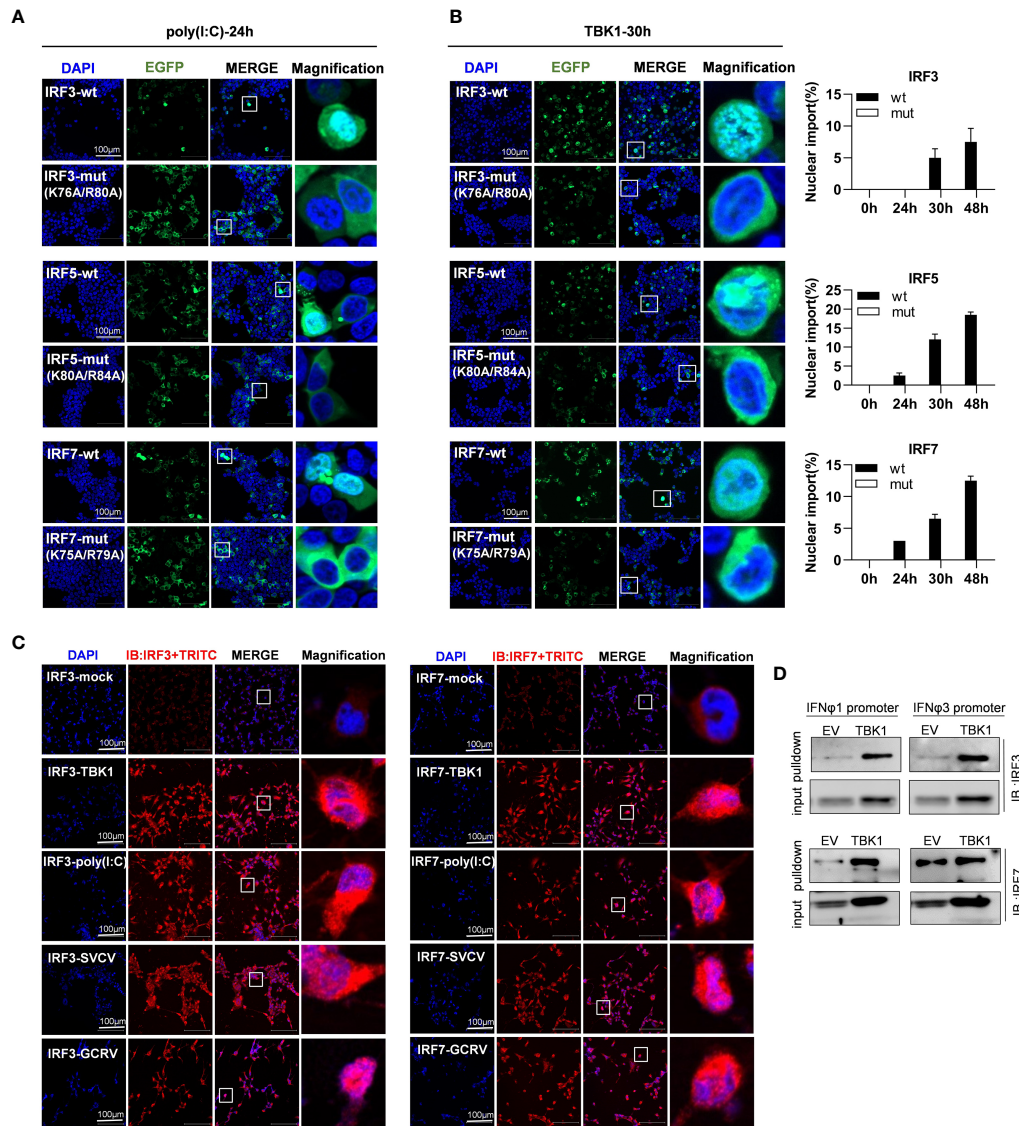 A
poly(I:C)-24h
DAPI EGFP MERGE Magnification
IRF3-wt
100μm
IRF3-mut
(K76A/R80A)
IRF5-wt
100μm
IRF5-mut
(K80A/R84A)
IRF7-wt
100μm
IRF7-mut
(K75A/R79A)
B
TBK1-30h
DAPI EGFP MERGE Magnification
IRF3-wt
100μm
IRF3-mut
(K76A/R80A)
IRF5-wt
100μm
IRF5-mut
(K80A/R84A)
IRF7-wt
100μm
IRF7-mut
(K75A/R79A)
IRF3
wt
mut
Nuclear import(%)
15
10
5
0
0h 24h 30h 48h
IRF5
wt
mut
Nuclear import(%)
25
20
15
10
5
0
0h 24h 30h 48h
IRF7
wt
mut
Nuclear import(%)
15
10
5
0
0h 24h 30h 48h
C
DAPI IB:IRF3+TRITC MERGE Magnification
IRF3-mock
100μm
IRF3-TBK1
100μm
IRF3-poly(I:C)
100μm
IRF3-SVCV
100μm
IRF3-GCRV
100μm
DAPI IB:IRF7+TRITC MERGE Magnification
IRF7-mock
100μm
IRF7-TBK1
100μm
IRF7-poly(I:C)
100μm
IRF7-SVCV
100μm
IRF7-GCRV
100μm
D
IFNφ1 promoter IFNφ3 promoter
EV TBK1 EV TBK1
pulldown
input
IB :IRF3
EV TBK1 EV TBK1
pulldown
input
IB :IRF7